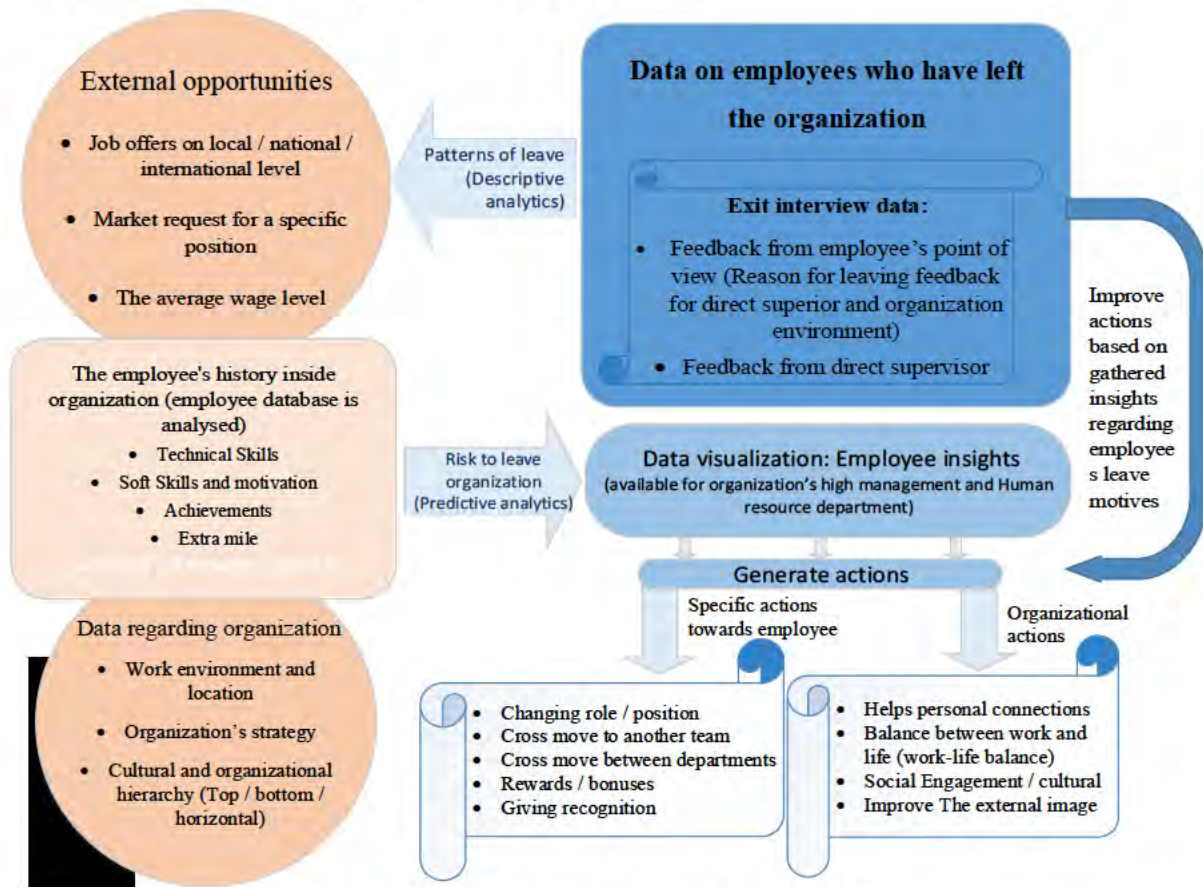 External opportunities
• Job offers on local / national /
international level
• Market request for a specific
position
• The average wage level
The employee's history inside
organization (employee database is
analysed)
• Technical Skills
• Soft Skills and motivation
• Achievements
• Extra mile
Data regarding organization
• Work environment and
location
• Organization's strategy
• Cultural and organizational
hierarchy (Top / bottom /
horizontal)
Patterns of leave
(Descriptive
analytics)
Data on employees who have left
the organization
Exit interview data:
• Feedback from employee's point of
view (Reason for leaving feedback
for direct superior and organization
environment)
• Feedback from direct supervisor
Improve
actions
based on
gathered
insights
regarding
employee
s leave
motives
Risk to leave
organization
(Predictive analytics)
Data visualization: Employee insights
(available for organization's high management and Human
resource department)
Generate actions
Specific actions
towards employee
Organizational
actions
• Changing role / position
• Cross move to another team
• Cross move between departments
• Rewards / bonuses
• Giving recognition
• Helps personal connections
• Balance between work and
life (work-life balance)
• Social Engagement / cultural
• Improve The external image